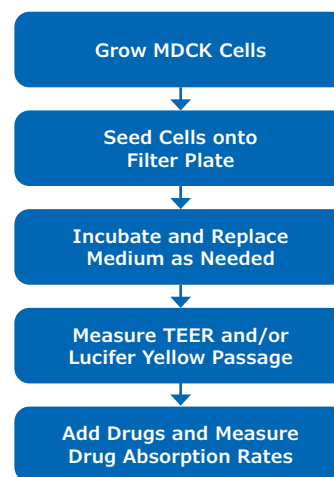 Grow MDCK Cells
Seed Cells onto
Filter Plate
Incubate and Replace
Medium as Needed
Measure TEER and/or
Lucifer Yellow Passage
Add Drugs and Measure
Drug Absorption Rates